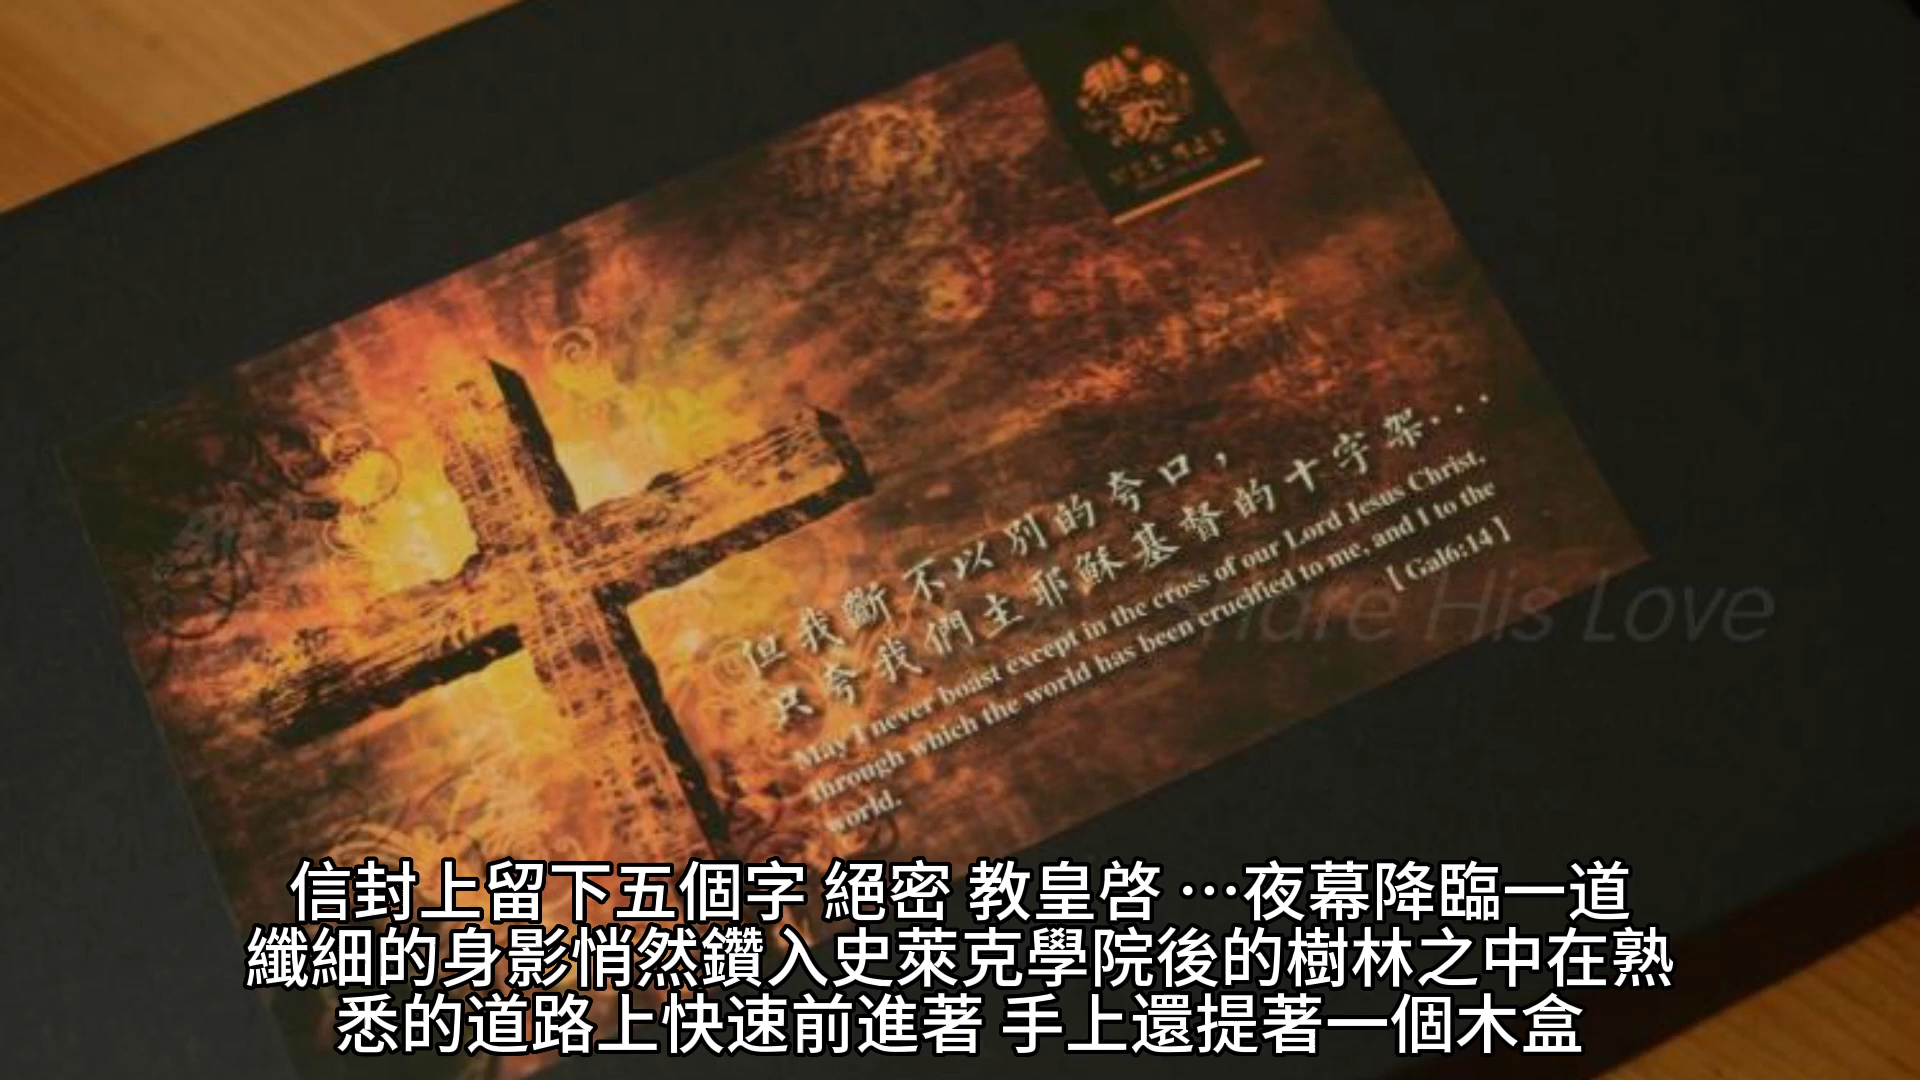 但我斷不以別的夸口，
只夸我們主耶穌基督的十字架...
May I never boast except in the cross of our Lord Jesus Christ,
through which the world has been crucified to me, and I to the
world.
[Gal6:14]
Share His Love
信封上留下五個字 絕密 教皇啓 …夜幕降臨一道
纖細的身影悄然鑽入史萊克學院後的樹林之中在熟
悉的道路上快速前進著 手上還提著一個木盒